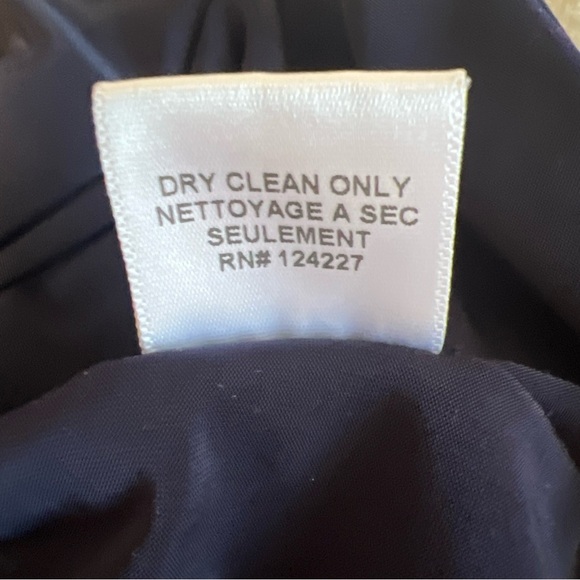 DRY CLEAN ONLY
NETTOYAGE A SEC
SEULEMENT
RN# 124227